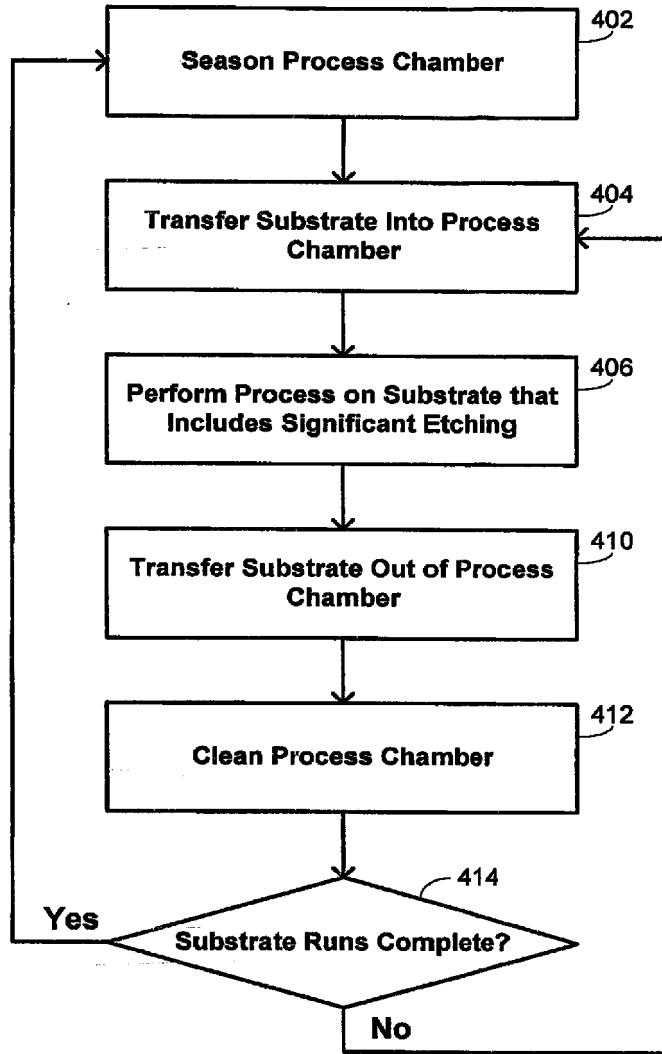 402
Season Process Chamber
404
Transfer Substrate Into Process
Chamber
406
Perform Process on Substrate that
Includes Significant Etching
410
Transfer Substrate Out of Process
Chamber
412
Clean Process Chamber
414
Yes
Substrate Runs Complete?
No